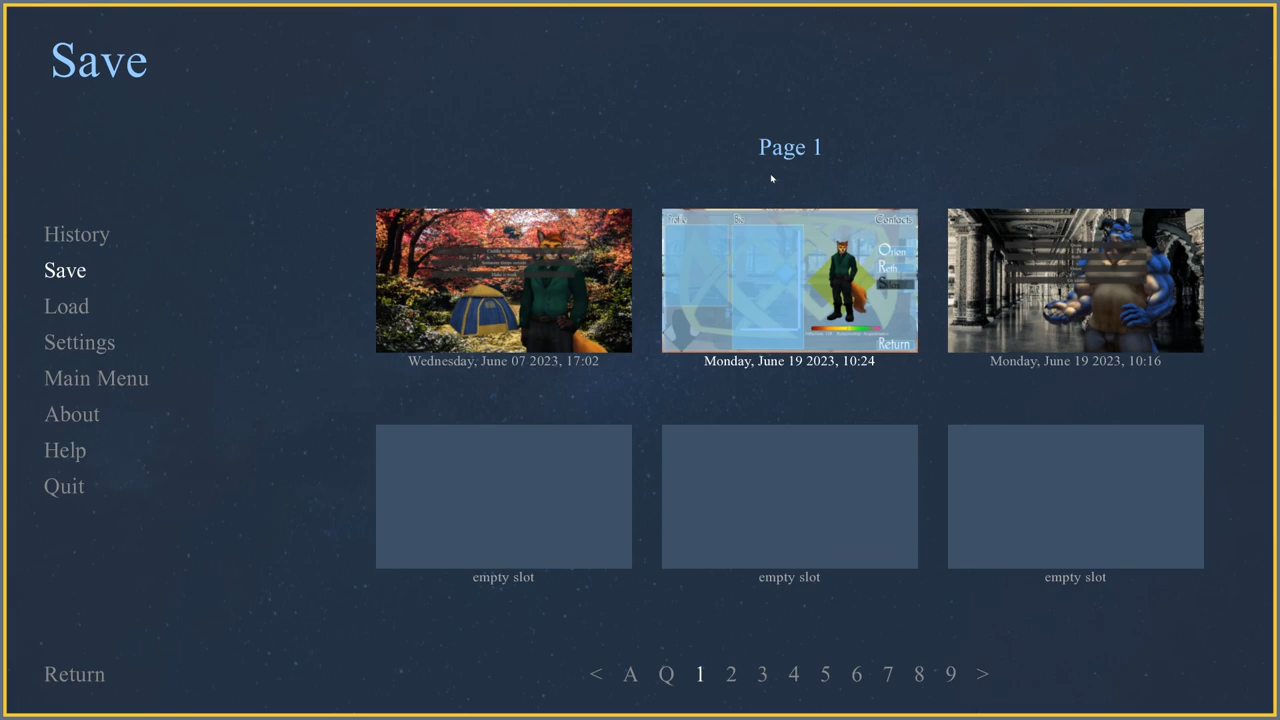 Save
Page 1
History
Save
Load
Settings
Main Menu
About
Help
Quit
Profile
Bio
Contacts
Orion
Reth
Return
Wednesday, June 07 2023, 17:02
Monday, June 19 2023, 10:24
Monday, June 19 2023, 10:16
empty slot
empty slot
empty slot
Return
< A Q 1 2 3 4 5 6 7 8 9 >